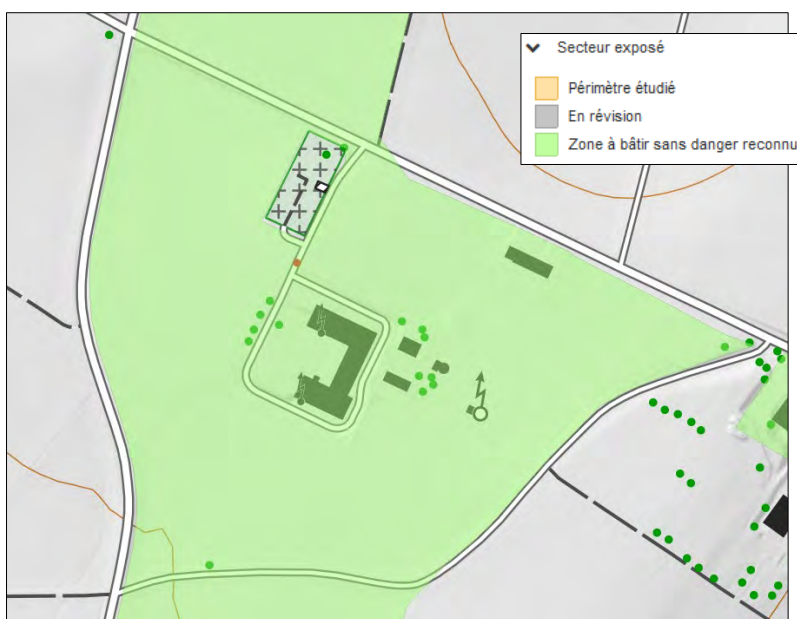 Secteur exposé
Périmètre étudié
En révision
Zone à bâtir sans danger reconnu